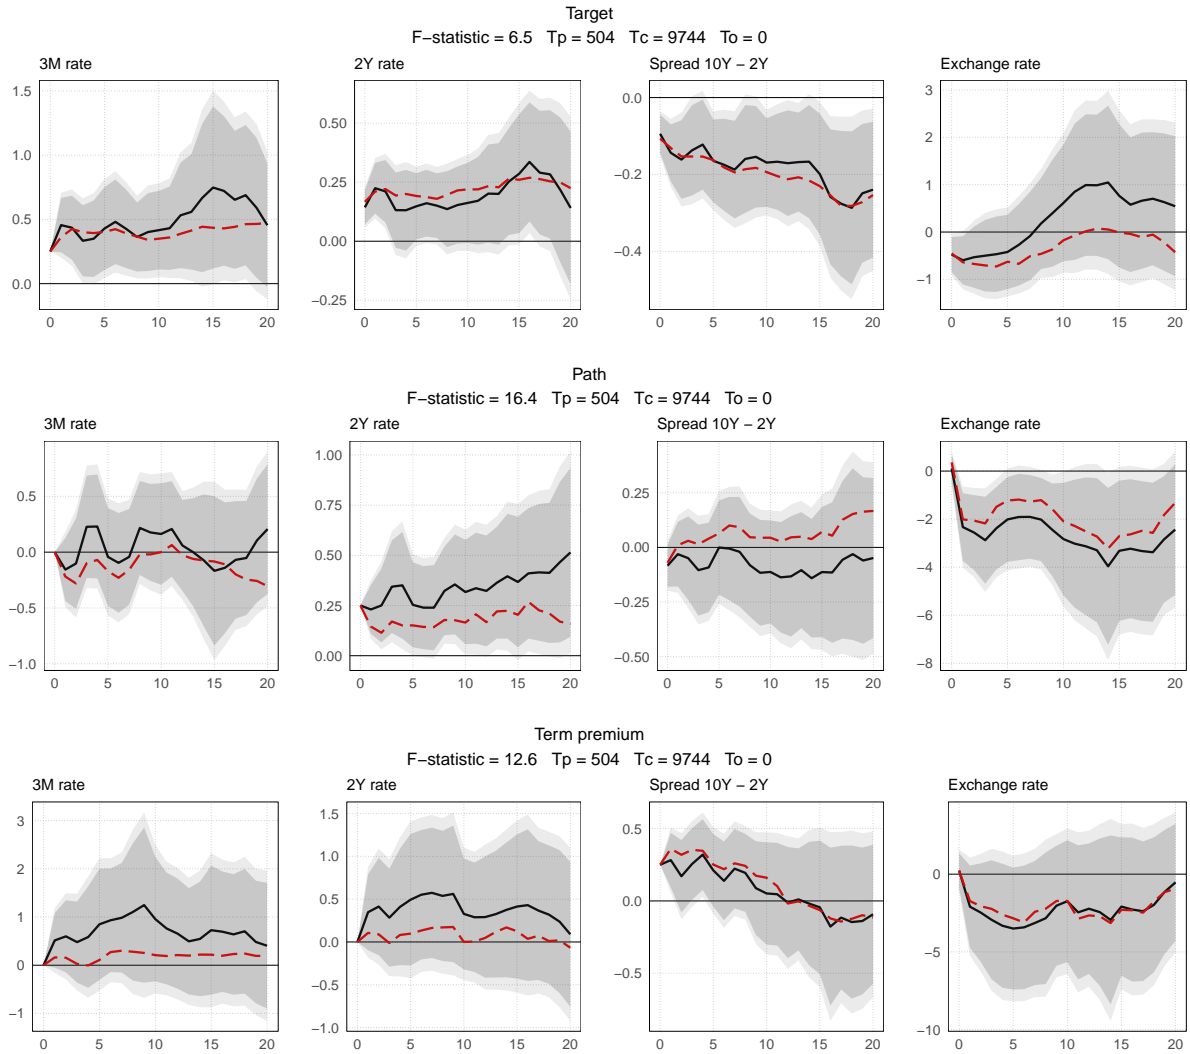 Target
F−statistic = 6.5 Tp = 504 Tc = 9744 To = 0
3M rate 2Y rate Spread 10Y − 2Y Exchange rate
1.5 1.0 0.5 0.0
0.50 0.25 0.00 −0.25
0.0 −0.2 −0.4
3 2 1 0 −1
0 5 10 15 20 0 5 10 15 20 0 5 10 15 20 0 5 10 15 20
Path
F−statistic = 16.4 Tp = 504 Tc = 9744 To = 0
3M rate 2Y rate Spread 10Y − 2Y Exchange rate
0.5 0.0 −0.5 −1.0
1.00 0.75 0.50 0.25 0.00
0.25 0.00 −0.25 −0.50
0 −2 −4 −6 −8
0 5 10 15 20 0 5 10 15 20 0 5 10 15 20 0 5 10 15 20
Term premium
F−statistic = 12.6 Tp = 504 Tc = 9744 To = 0
3M rate 2Y rate Spread 10Y − 2Y Exchange rate
3 2 1 0 −1
1.5 1.0 0.5 0.0 −0.5 −1.0
0.5 0.0 −0.5
0 −5 −10
0 5 10 15 20 0 5 10 15 20 0 5 10 15 20 0 5 10 15 20